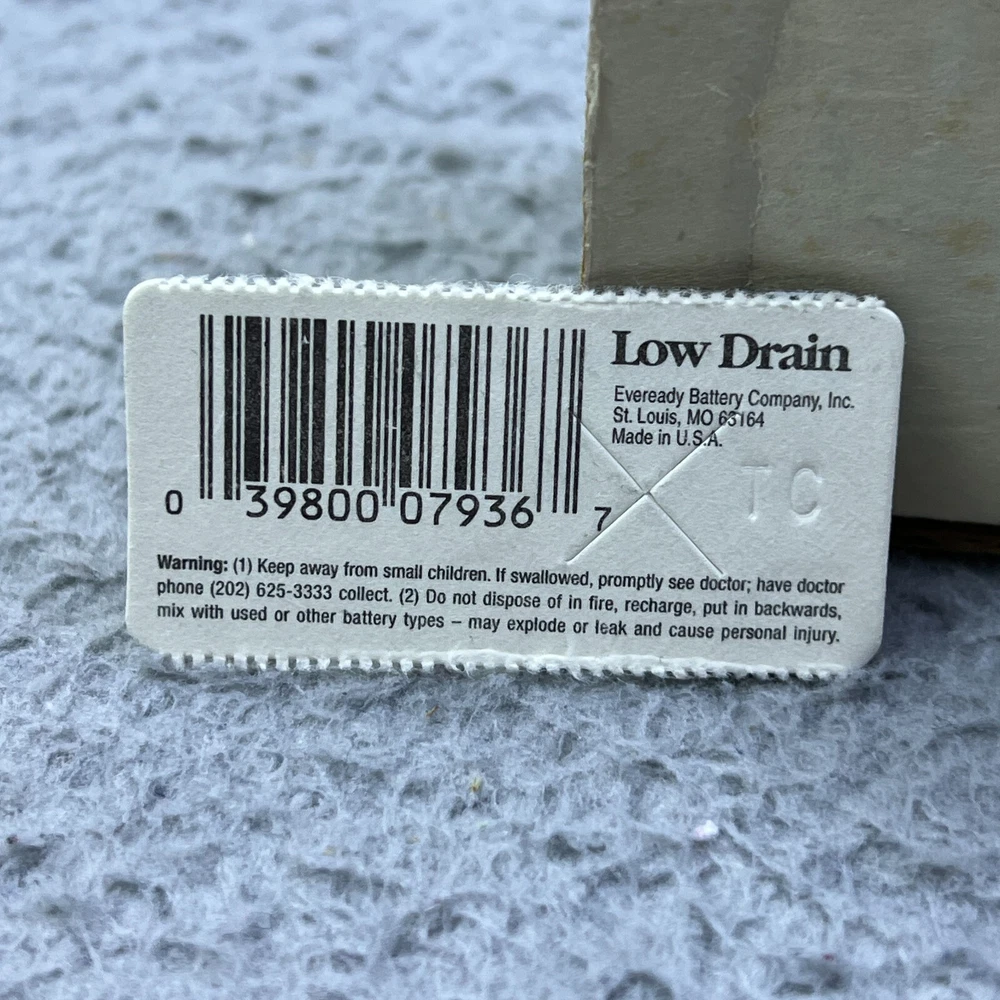 Low Drain
Eveready Battery Company, Inc.
St. Louis, MO 63164
Made in U.S.A.
TC
0 39800 07936 7
Warning: (1) Keep away from small children. If swallowed, promptly see doctor; have doctor
phone (202) 625-3333 collect. (2) Do not dispose of in fire, recharge, put in backwards,
mix with used or other battery types – may explode or leak and cause personal injury.